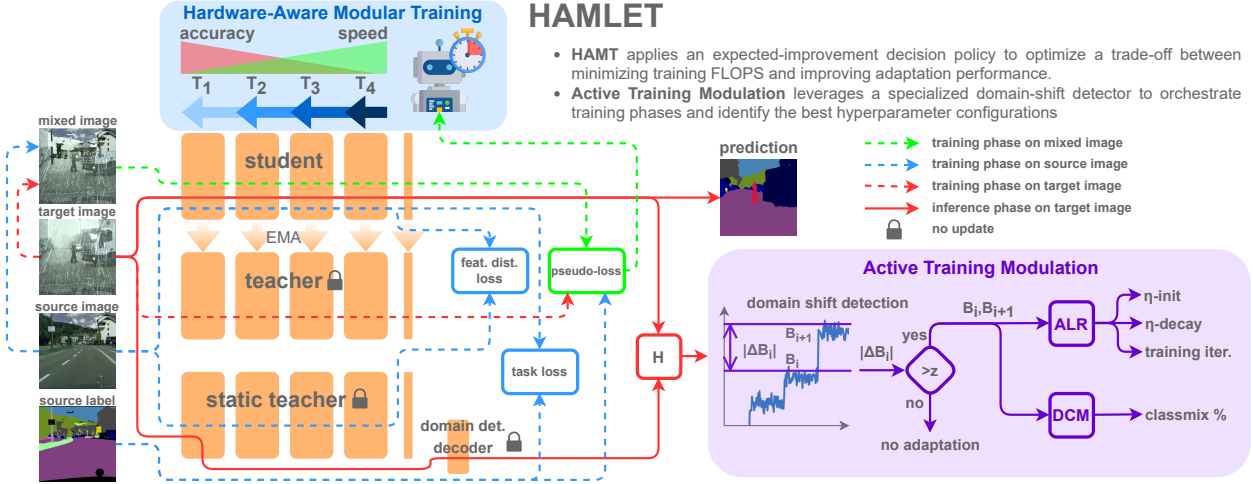 Hardware-Aware Modular Training
accuracy
speed
T1
T2
T3
T4
HAMLET
• HAMT applies an expected-improvement decision policy to optimize a trade-off between
minimizing training FLOPS and improving adaptation performance.
• Active Training Modulation leverages a specialized domain-shift detector to orchestrate
training phases and identify the best hyperparameter configurations
mixed image
student
prediction
training phase on mixed image
training phase on source image
training phase on target image
inference phase on target image
no update
target image
EMA
teacher
feat. dist.
loss
pseudo-loss
source image
task loss
H
static teacher
source label
domain det.
decoder
Active Training Modulation
domain shift detection
Bi+1
|ΔBi|
Bi
|ΔBi|
>z
yes
no
no adaptation
Bi,Bi+1
ALR
η-init
η-decay
training iter.
DCM
classmix %